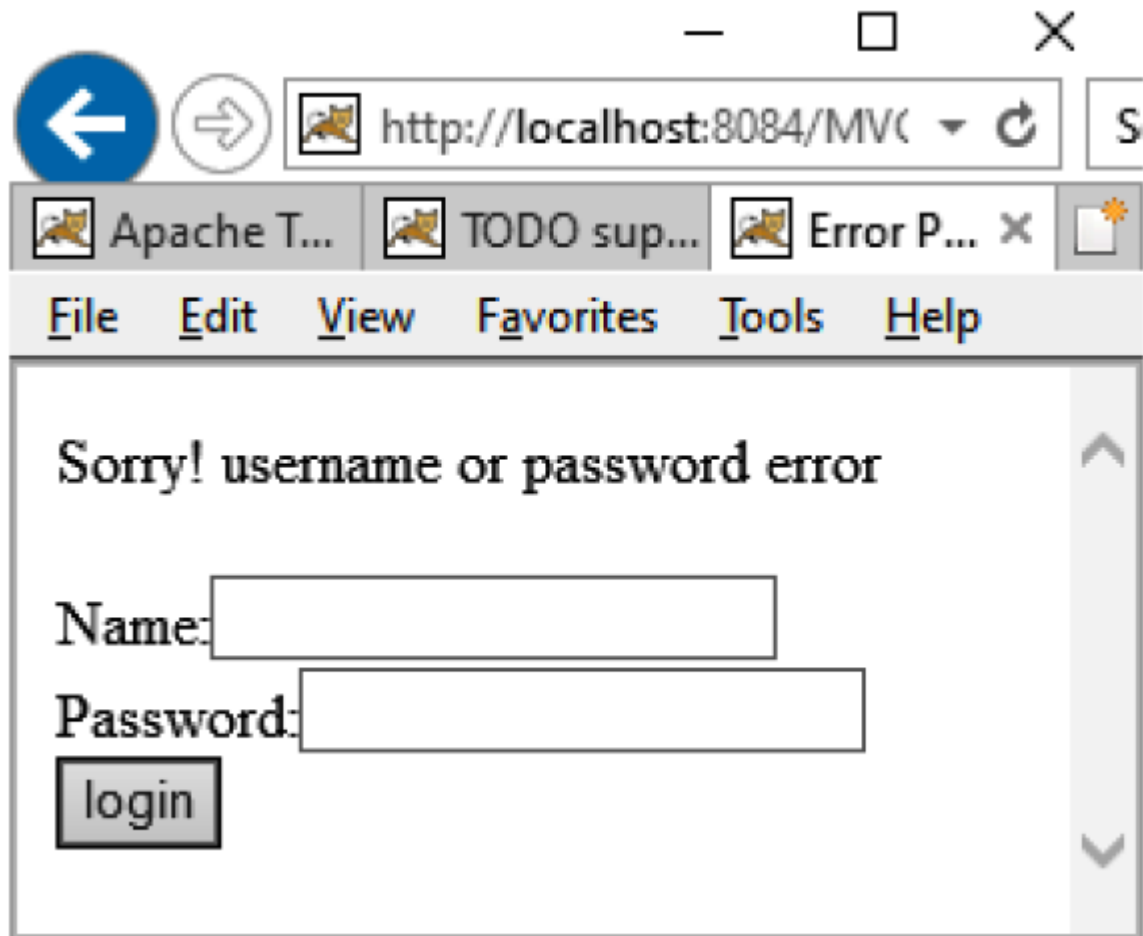 http://localhost:8084/MV
Apache T... TODO sup... Error P...
File Edit View Favorites Tools Help
Sorry! username or password error
Name:
Password:
login